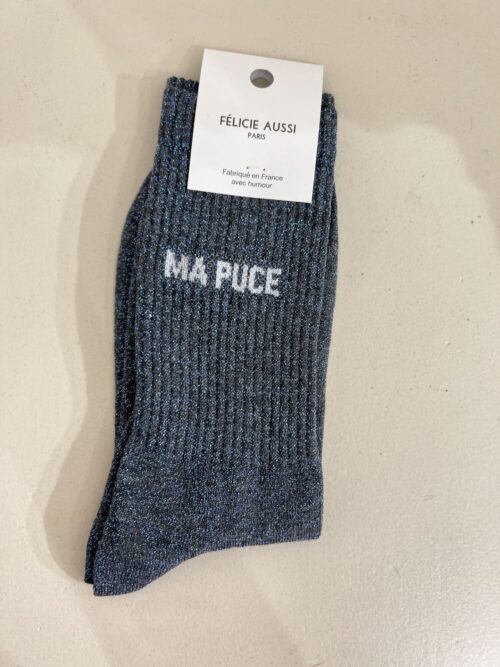 FÉLICIE AUSSI
PARIS
Fabriqué en France
avec humour
MA PUCE